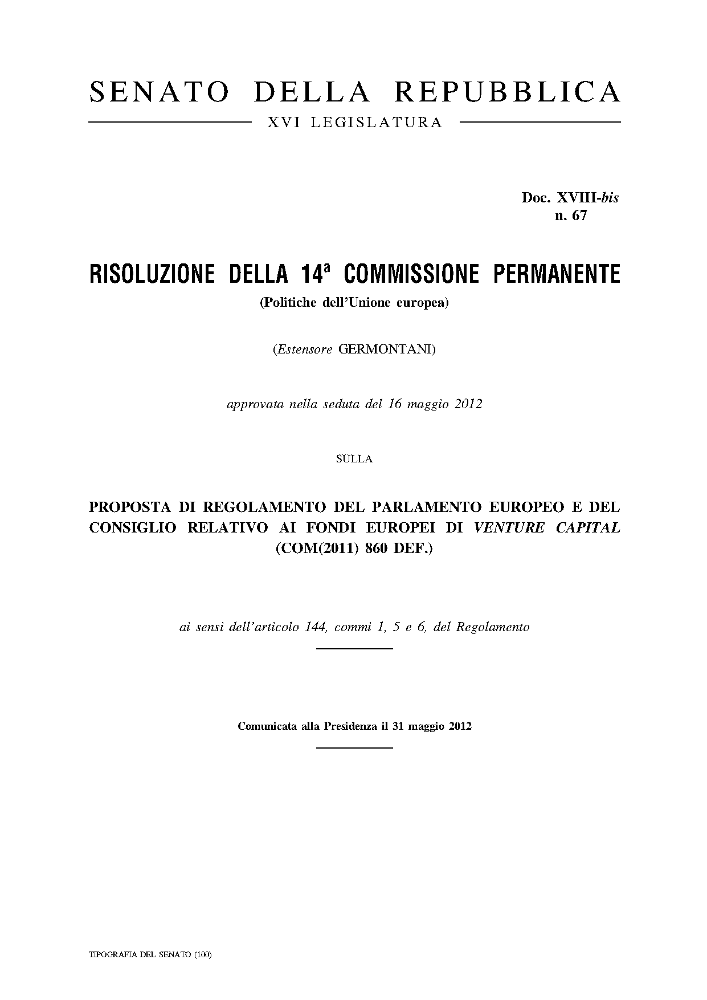 SENATO DELLA REPUBBLICA
XVI LEGISLATURA
Doc. XVIII-bis
n. 67
RISOLUZIONE DELLA 14ª COMMISSIONE PERMANENTE
(Politiche dell’Unione europea)
(Estensore GERMONTANI)
approvata nella seduta del 16 maggio 2012
SULLA
PROPOSTA DI REGOLAMENTO DEL PARLAMENTO EUROPEO E DEL
CONSIGLIO RELATIVO AI FONDI EUROPEI DI VENTURE CAPITAL
(COM(2011) 860 DEF.)
ai sensi dell’articolo 144, commi 1, 5 e 6, del Regolamento
Comunicata alla Presidenza il 31 maggio 2012
TIPOGRAFIA DEL SENATO (100)